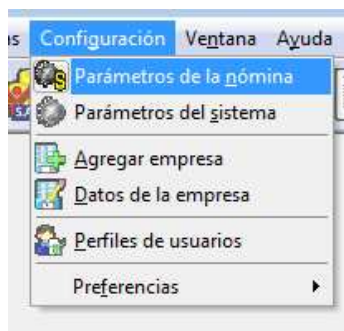 s Configuración Ventana Ayuda
Parámetros de la nómina
Parámetros del sistema
Agregar empresa
Datos de la empresa
Perfiles de usuarios
Preferencias